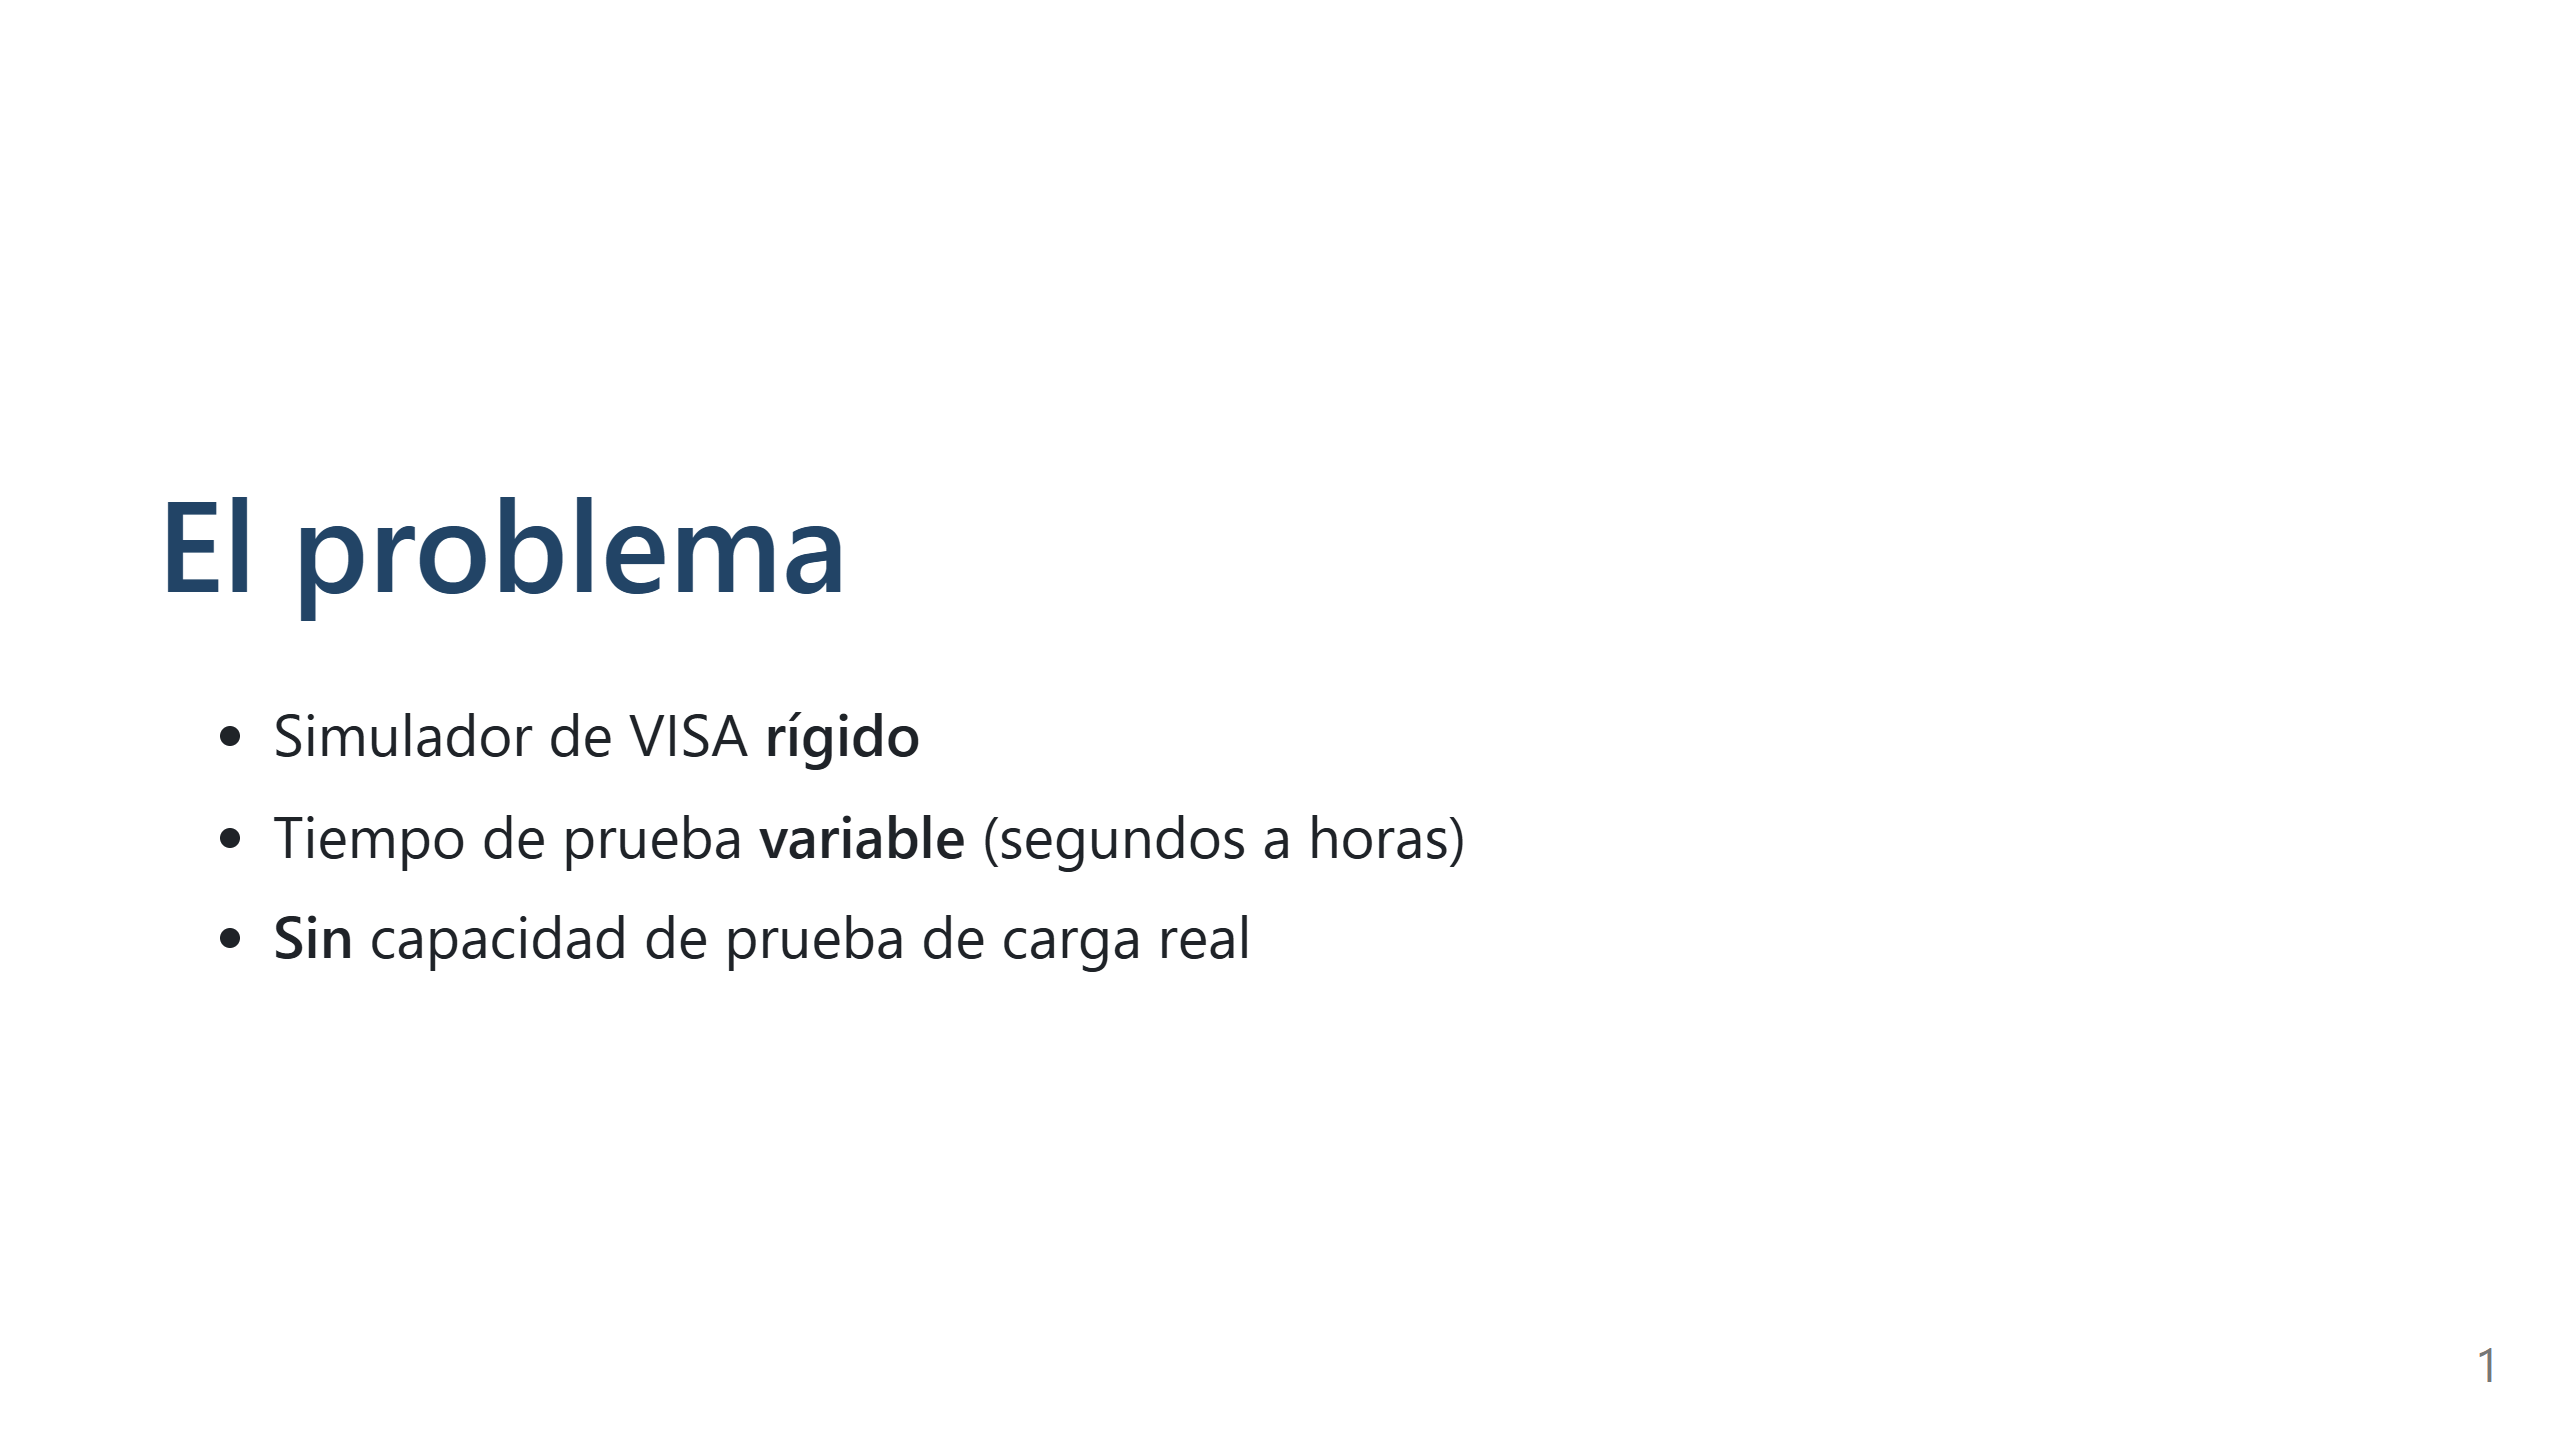 El problema
• Simulador de VISA rígido
• Tiempo de prueba variable (segundos a horas)
• Sin capacidad de prueba de carga real
1